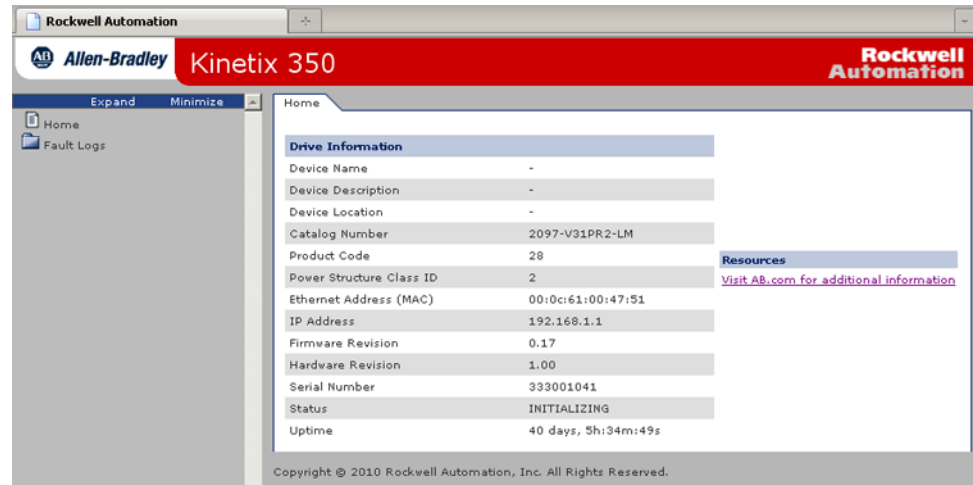 Rockwell Automation
AB Allen-Bradley Kinetix 350 Rockwell Automation
Expand Minimize
Home
Fault Logs
Home
Drive Information
Device Name -
Device Description -
Device Location -
Catalog Number 2097-V31PR2-LM
Product Code 28
Power Structure Class ID 2
Ethernet Address (MAC) 00:0c:61:00:47:51
IP Address 192.168.1.1
Firmware Revision 0.17
Hardware Revision 1.00
Serial Number 333001041
Status INITIALIZING
Uptime 40 days, 5h:34m:49s
Resources
Visit AB.com for additional information
Copyright © 2010 Rockwell Automation, Inc. All Rights Reserved.